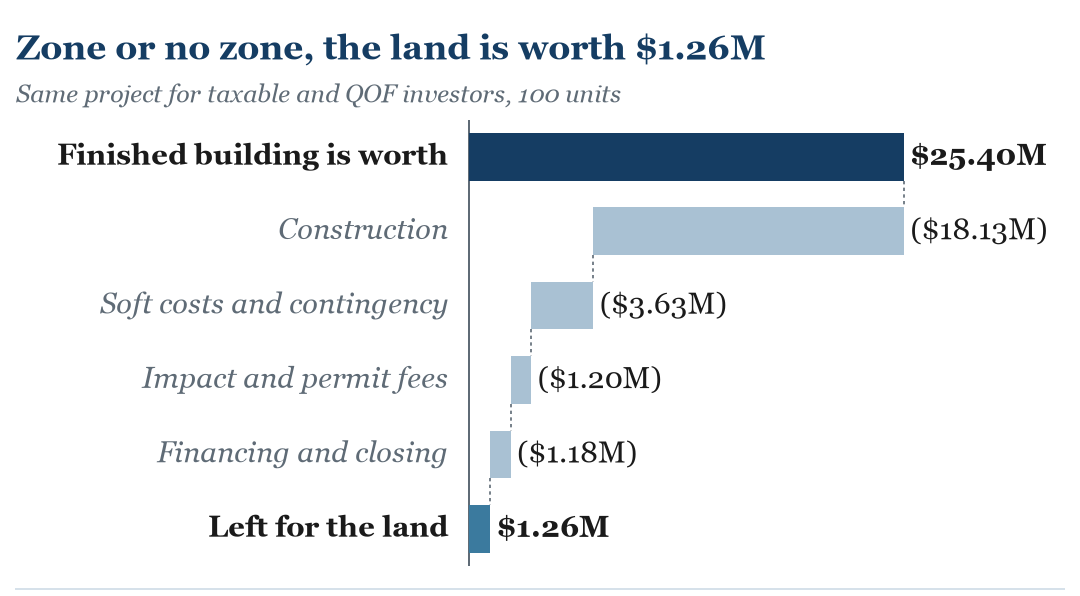 Zone or no zone, the land is worth $1.26M
Same project for taxable and QOF investors, 100 units
Finished building is worth $25.40M
Construction ($18.13M)
Soft costs and contingency ($3.63M)
Impact and permit fees ($1.20M)
Financing and closing ($1.18M)
Left for the land $1.26M